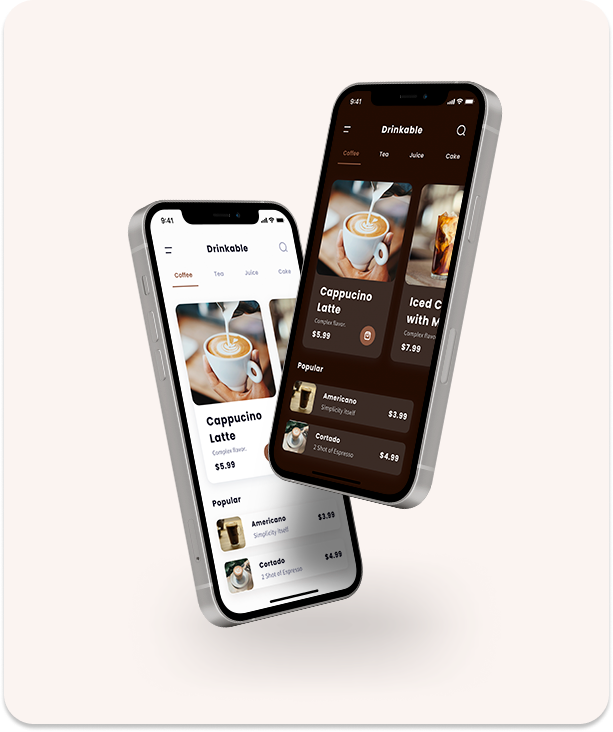 9:41
Drinkable
Coffee Tea Juice Cake
Cappucino
Latte
Complex flavor.
$5.99
Iced C
with M
Complex flavor
$7.99
Popular
Americano
Simplicity itself
$3.99
Cortado
2 Shot of Espresso
$4.99
9:41
Drinkable
Coffee Tea Juice Cake
Cappucino
Latte
Complex flavor.
$5.99
Popular
Americano
Simplicity itself
$3.99
Cortado
2 Shot of Espresso
$4.99